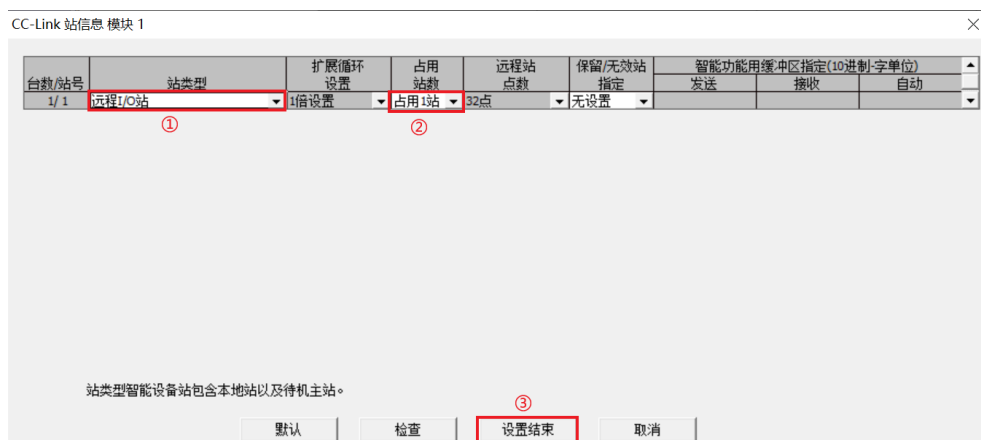 CC-Link 站信息 模块 1
台数/站号 站类型 扩展循环设置 占用站数 远程站点数 保留/无效站指定 智能功能用缓冲区指定(10进制-字单位)
发送 接收 自动
1/ 1 远程I/O站 1倍设置 占用1站 32点 无设置
① ②
站类型智能设备站包含本地站以及待机主站。
③
默认 检查 设置结束 取消